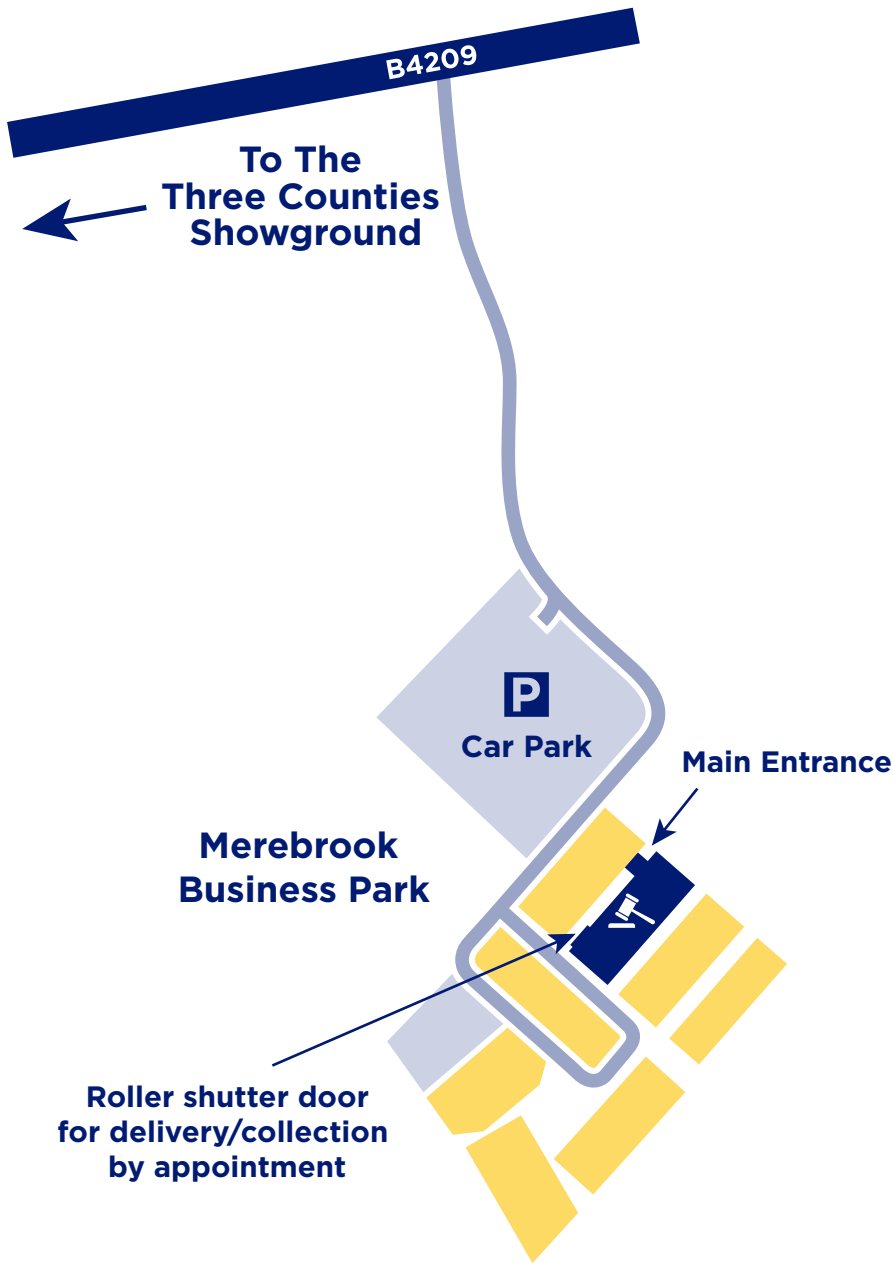 B4209
To The
Three Counties
Showground
P
Car Park
Main Entrance
Merebrook
Business Park
Roller shutter door
for delivery/collection
by appointment